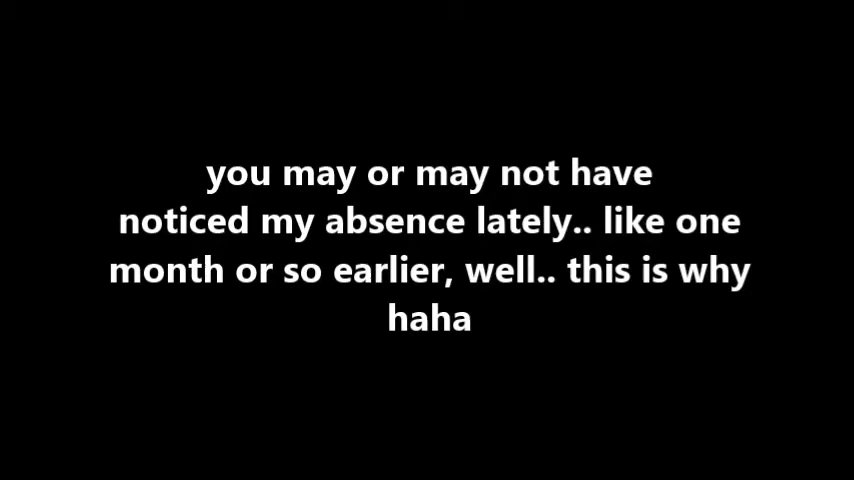 you may or may not have
noticed my absence lately.. like one
month or so earlier, well.. this is why
haha